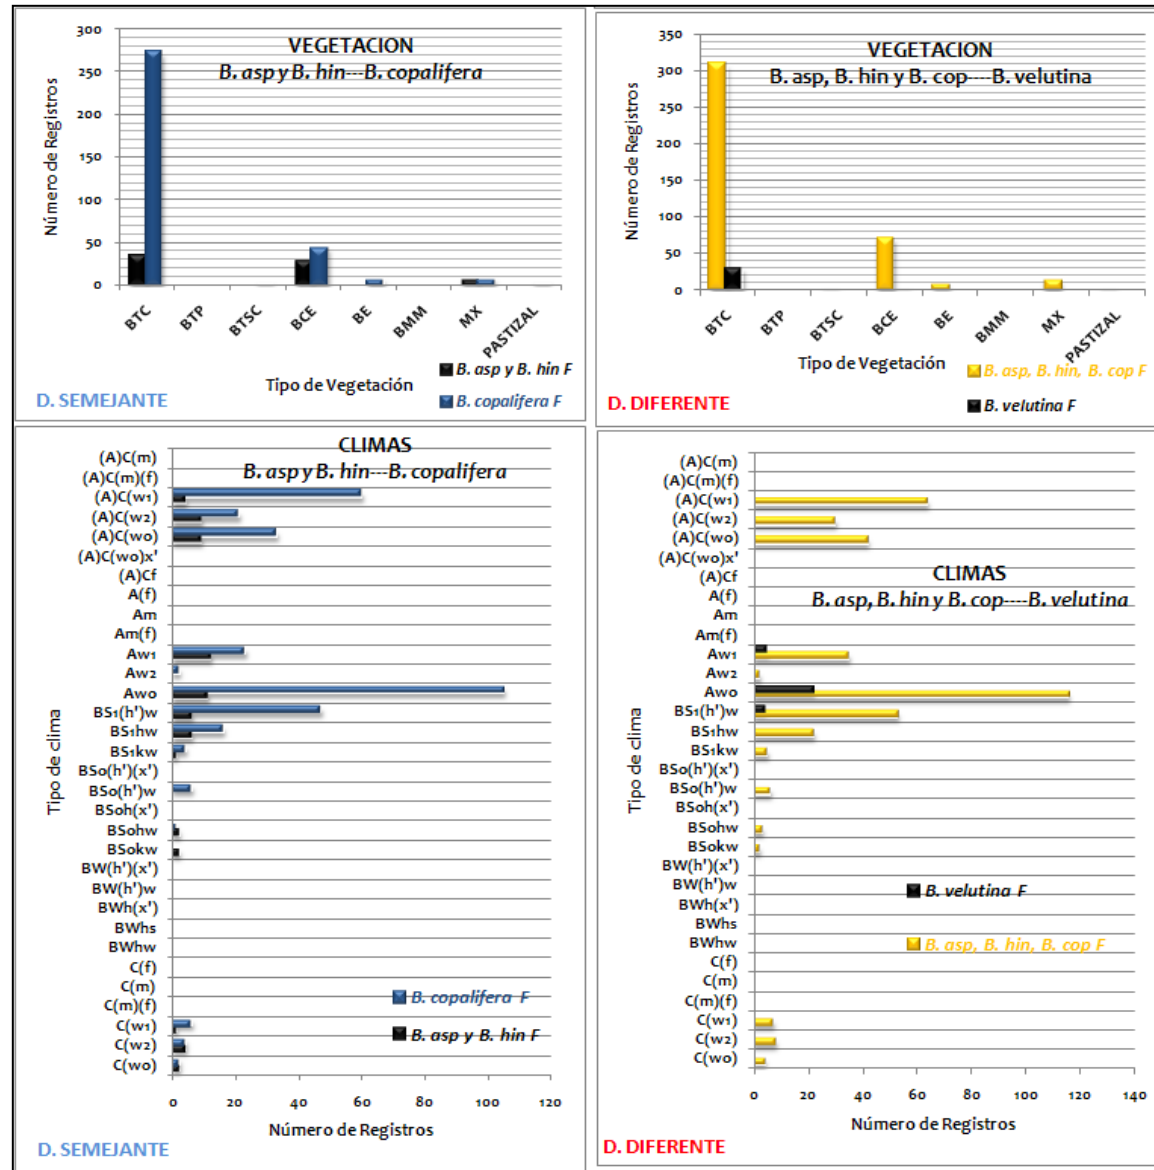 VEGETACION
B. asp y B. hin---B. copalifera
Número de Registros
300
250
200
150
100
50
0
BTC
BTP
BTSC
BCE
BE
BMM
MX
PASTIZAL
Tipo de Vegetación
B. asp y B. hin F
B. copalifera F
D. SEMEJANTE
VEGETACION
B. asp, B. hin y B. cop----B. velutina
Número de Registros
350
300
250
200
150
100
50
0
BTC
BTP
BTSC
BCE
BE
BMM
MX
PASTIZAL
Tipo de Vegetación
B. asp, B. hin, B. cop F
B. velutina F
D. DIFERENTE
CLIMAS
B. asp y B. hin---B. copalifera
Tipo de clima
(A)C(m)
(A)C(m)(f)
(A)C(w1)
(A)C(w2)
(A)C(wo)
(A)C(wo)x'
(A)Cf
A(f)
Am
Am(f)
Aw1
Aw2
Awo
BS1(h')w
BS1hw
BS1kw
BSo(h')(x')
BSo(h')w
BSoh(x')
BSohw
BSokw
BW(h')(x')
BW(h')w
BWh(x')
BWhs
BWhw
C(f)
C(m)
C(m)(f)
C(w1)
C(w2)
C(wo)
B. copalifera F
B. asp y B. hin F
0 20 40 60 80 100 120
Número de Registros
D. SEMEJANTE
CLIMAS
B. asp, B. hin y B. cop----B. velutina
Tipo de clima
(A)C(m)
(A)C(m)(f)
(A)C(w1)
(A)C(w2)
(A)C(wo)
(A)C(wo)x'
(A)Cf
A(f)
Am
Am(f)
Aw1
Aw2
Awo
BS1(h')w
BS1hw
BS1kw
BSo(h')(x')
BSo(h')w
BSoh(x')
BSohw
BSokw
BW(h')(x')
BW(h')w
BWh(x')
BWhs
BWhw
C(f)
C(m)
C(m)(f)
C(w1)
C(w2)
C(wo)
B. velutina F
B. asp, B. hin, B. cop F
0 20 40 60 80 100 120 140
Número de Registros
D. DIFERENTE